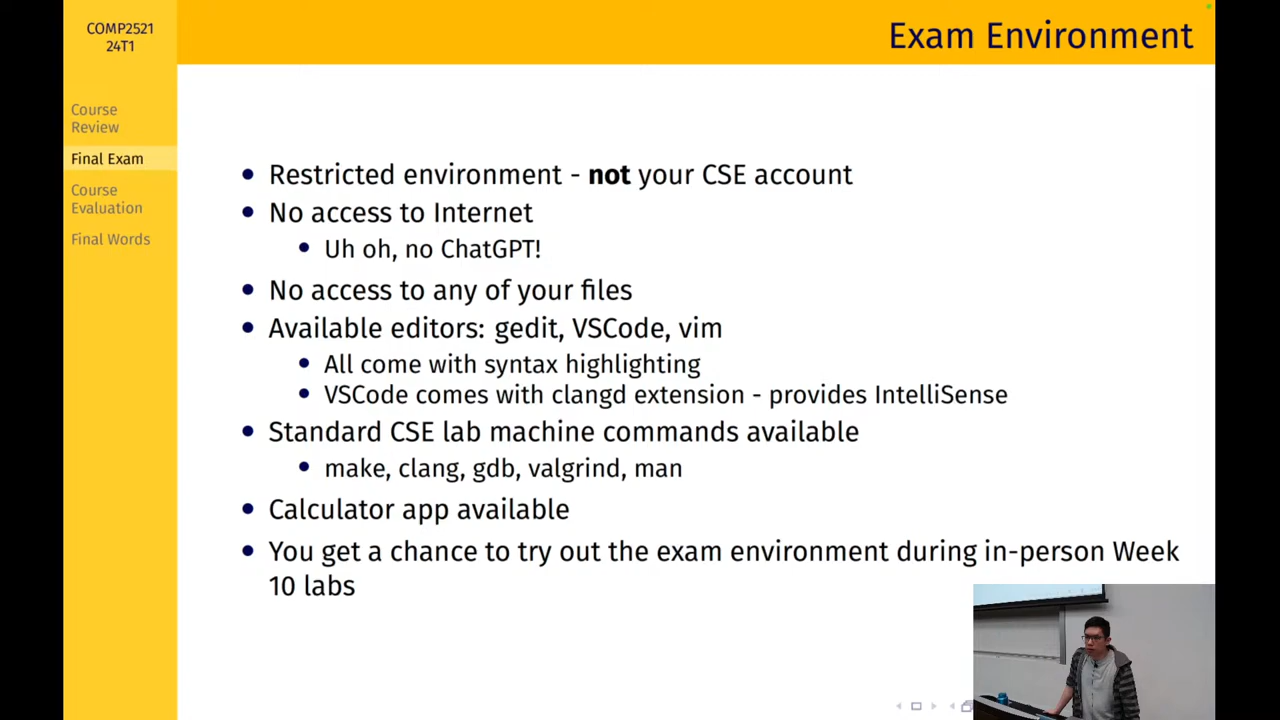 COMP2521
24T1
Exam Environment
Course
Review
Final Exam
Course
Evaluation
Final Words
• Restricted environment - not your CSE account
• No access to Internet
• Uh oh, no ChatGPT!
• No access to any of your files
• Available editors: gedit, VSCode, vim
• All come with syntax highlighting
• VSCode comes with clangd extension - provides IntelliSense
• Standard CSE lab machine commands available
• make, clang, gdb, valgrind, man
• Calculator app available
• You get a chance to try out the exam environment during in-person Week
10 labs